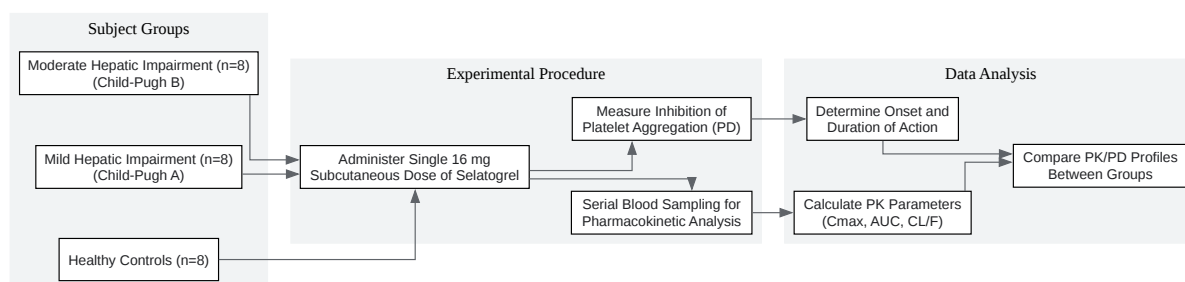 Subject Groups
Moderate Hepatic Impairment (n=8)
(Child-Pugh B)
Mild Hepatic Impairment (n=8)
(Child-Pugh A)
Healthy Controls (n=8)
Experimental Procedure
Administer Single 16 mg
Subcutaneous Dose of Selatogrel
Measure Inhibition of
Platelet Aggregation (PD)
Serial Blood Sampling for
Pharmacokinetic Analysis
Data Analysis
Determine Onset and
Duration of Action
Calculate PK Parameters
(Cmax, AUC, CL/F)
Compare PK/PD Profiles
Between Groups